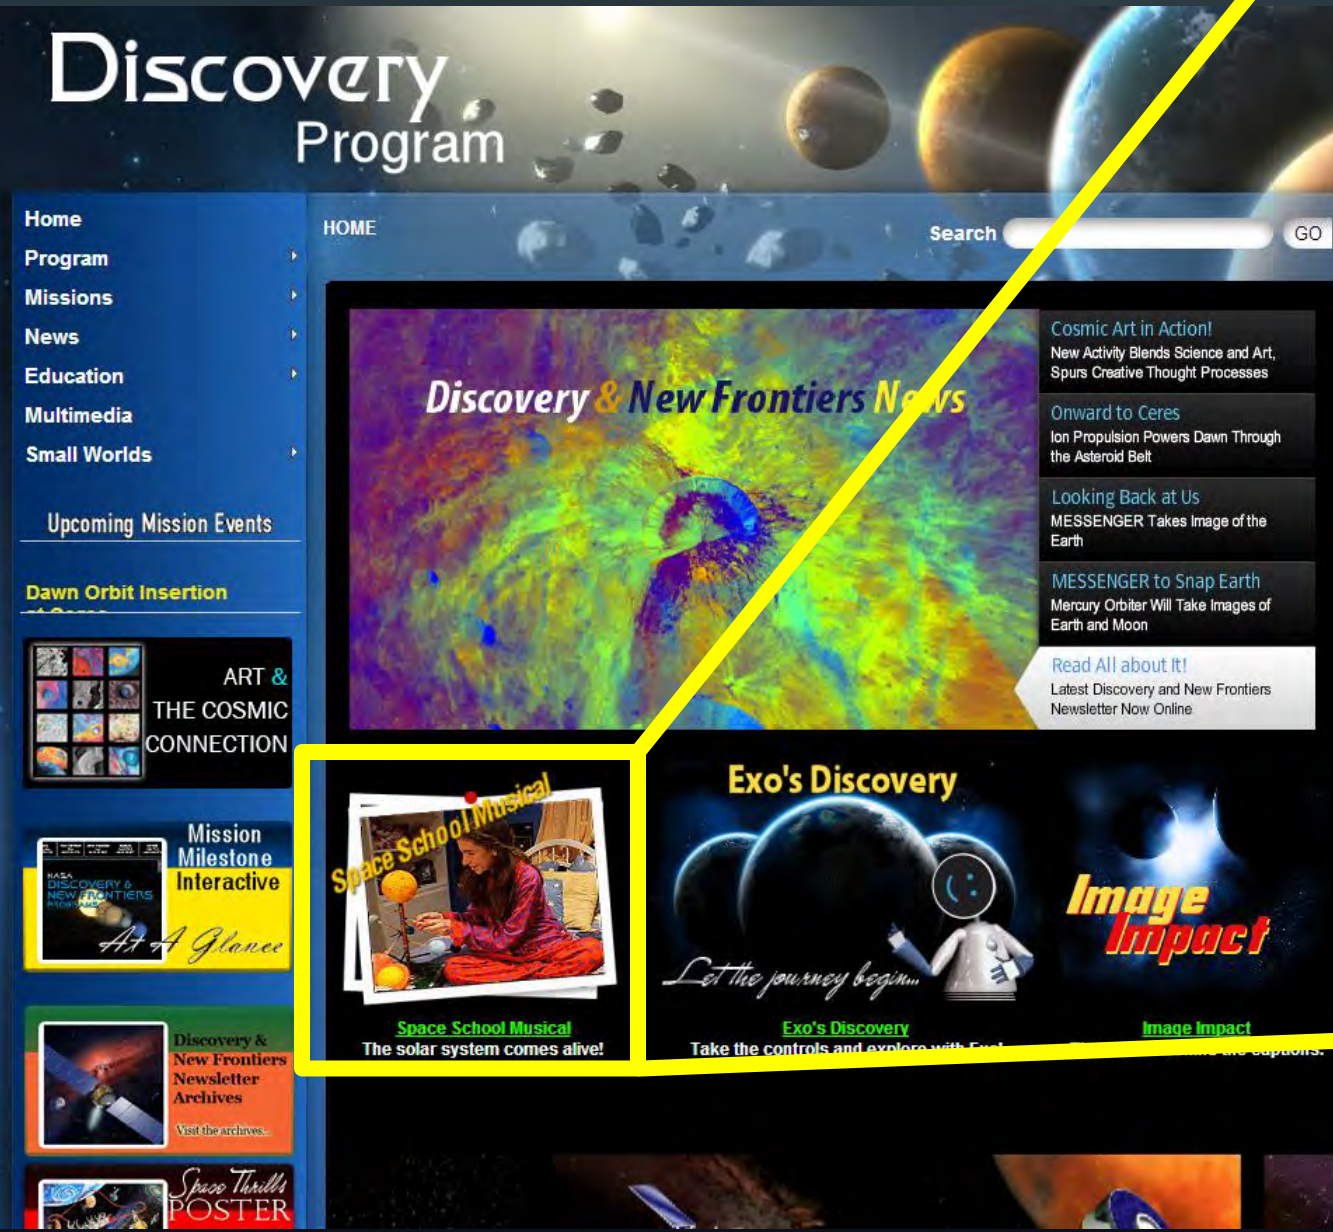 Discovery
Program
Home
Program
Missions
News
Education
Multimedia
Small Worlds
Upcoming Mission Events
Dawn Orbit Insertion
ART &
THE COSMIC
CONNECTION
Mission
Milestone
Interactive
NASA
DISCOVERY &
NEW FRONTIERS
PROGRAMS
At A Glance
Discovery &
New Frontiers
Newsletter
Archives
Visit the archives...
Space Thrills
POSTER
HOME
Search
GO
Discovery & New Frontiers News
Cosmic Art in Action!
New Activity Blends Science and Art,
Spurs Creative Thought Processes
Onward to Ceres
Ion Propulsion Powers Dawn Through
the Asteroid Belt
Looking Back at Us
MESSENGER Takes Image of the
Earth
MESSENGER to Snap Earth
Mercury Orbiter Will Take Images of
Earth and Moon
Read All about It!
Latest Discovery and New Frontiers
Newsletter Now Online
Space School Musical
Space School Musical
The solar system comes alive!
Exo's Discovery
Let the journey begin...
Exo's Discovery
Take the controls and explore with Exo!
Image
Impact
Image Impact
the captions.